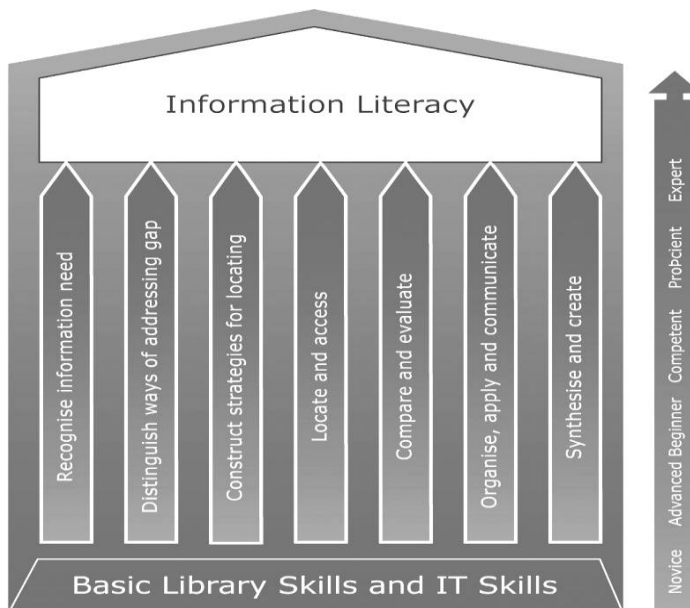 Information Literacy
Recognise information need
Distinguish ways of addressing gap
Construct strategies for locating
Locate and access
Compare and evaluate
Organise, apply and communicate
Synthesise and create
Basic Library Skills and IT Skills
Novice Advanced Beginner Competent ProÞcient Expert